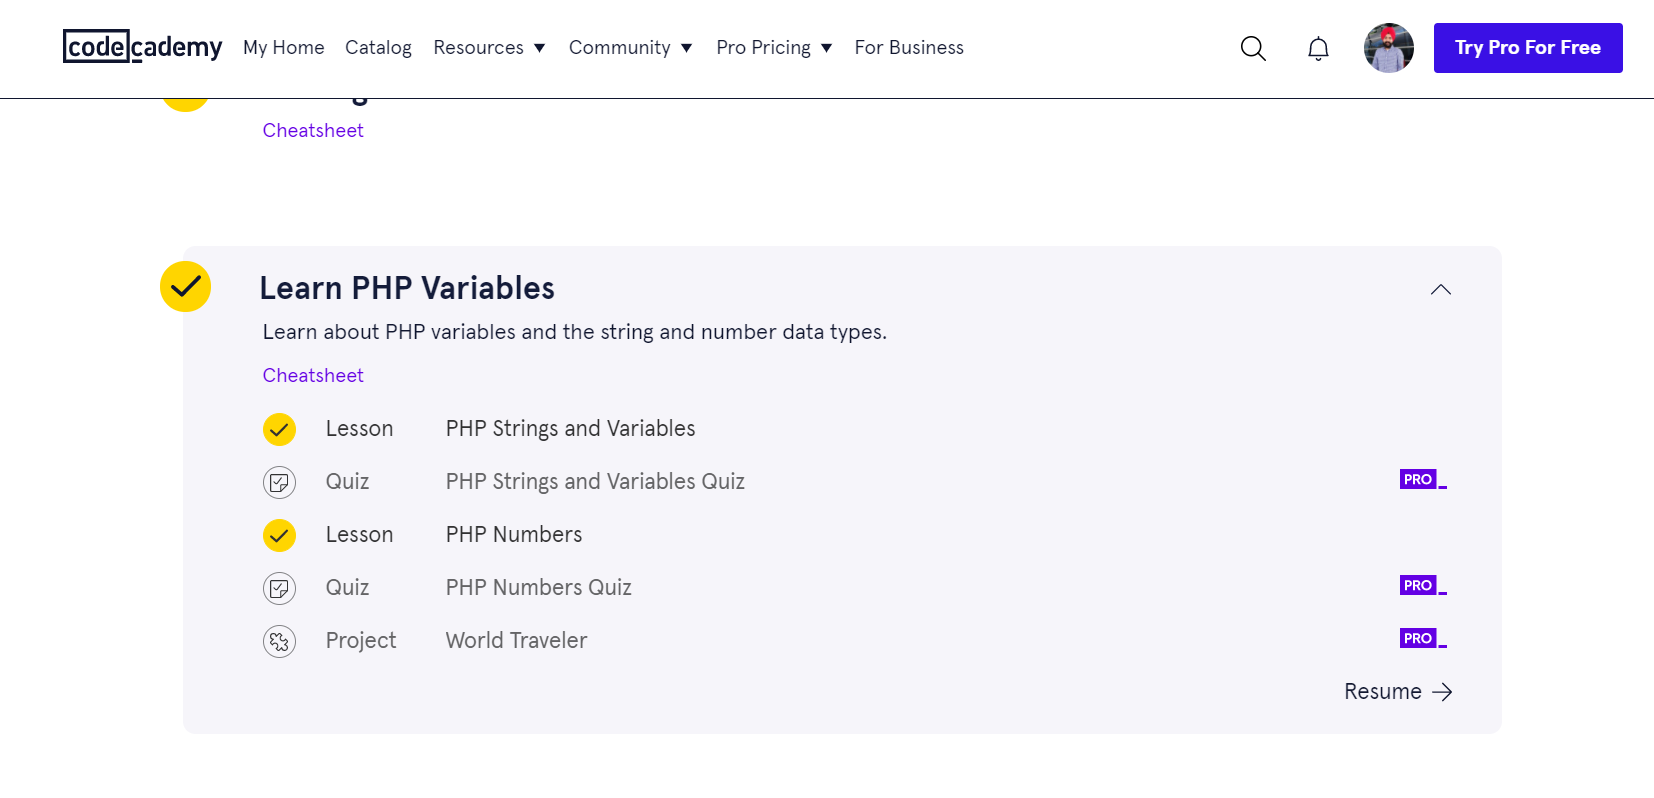 codecademy My Home Catalog Resources Community Pro Pricing For Business Try Pro For Free
Cheatsheet
Learn PHP Variables
Learn about PHP variables and the string and number data types.
Cheatsheet
Lesson PHP Strings and Variables
Quiz PHP Strings and Variables Quiz PRO
Lesson PHP Numbers
Quiz PHP Numbers Quiz PRO
Project World Traveler PRO
Resume